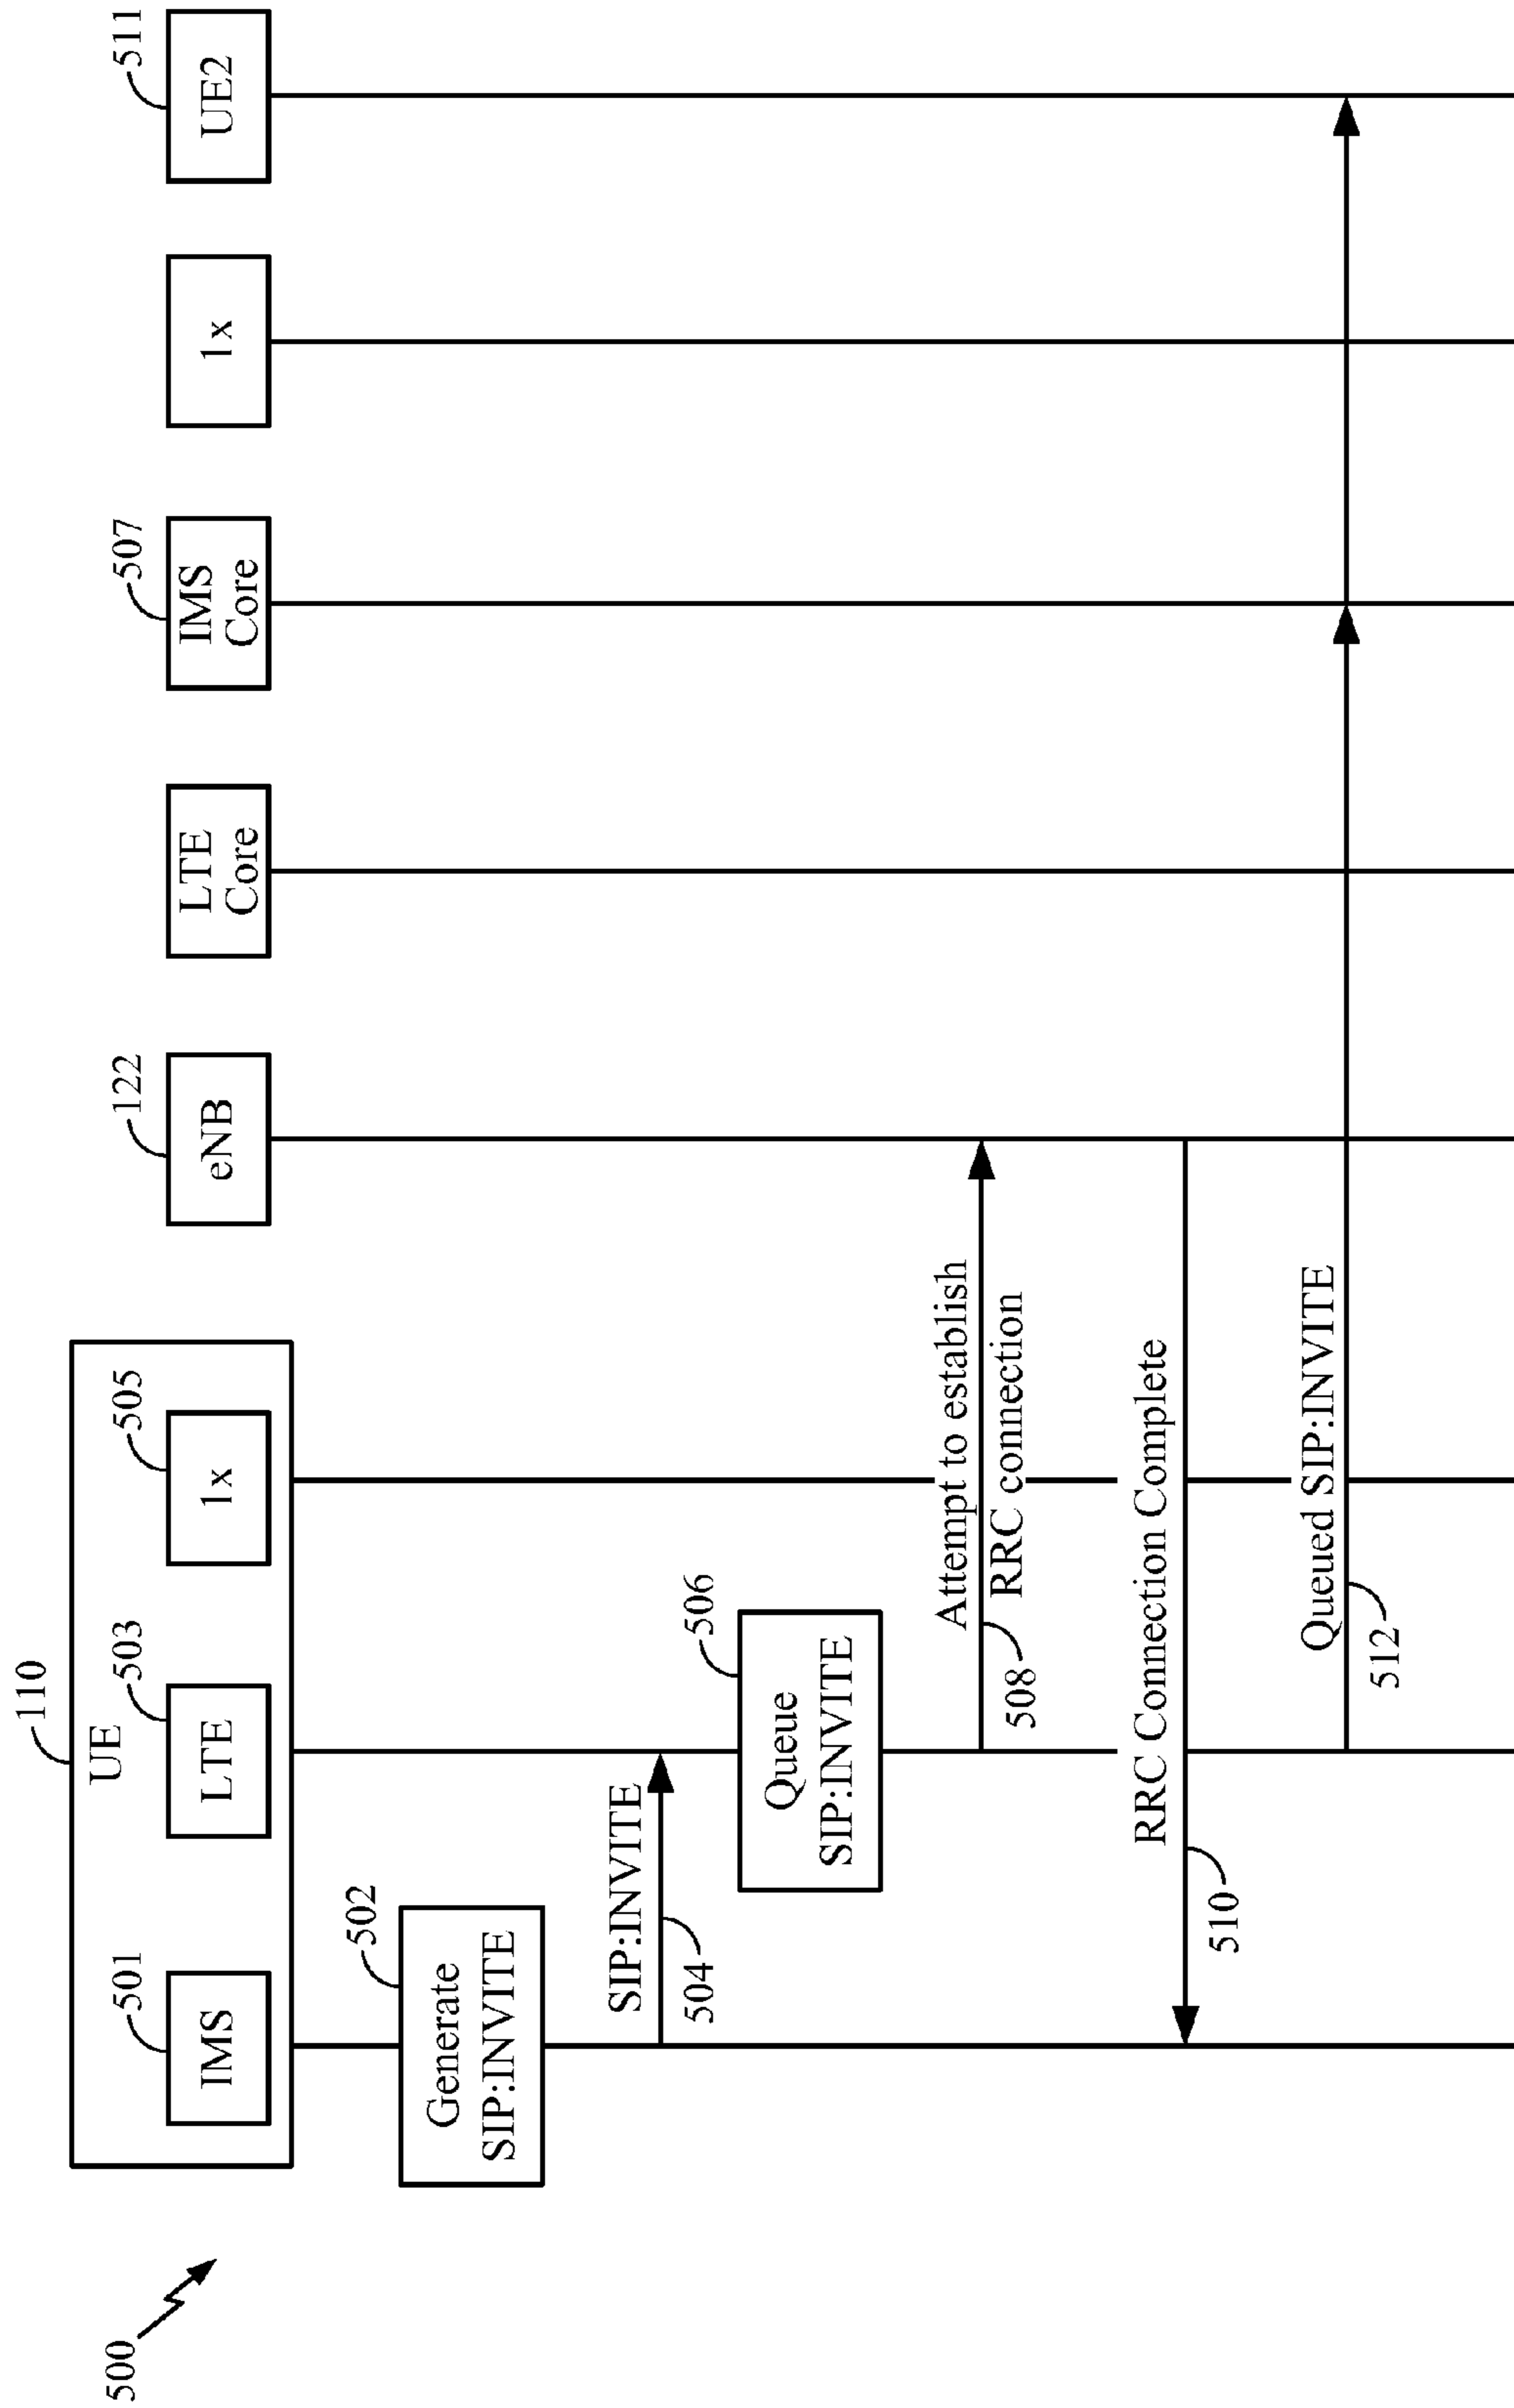 500
110
UE
501
IMS
503
LTE
505
1x
122
eNB
LTE
Core
507
IMS
Core
1x
511
UE2
502
Generate
SIP:INVITE
SIP:INVITE
504
506
Queue
SIP:INVITE
Attempt to establish
RRC connection
508
RRC Connection Complete
510
Queued SIP:INVITE
512